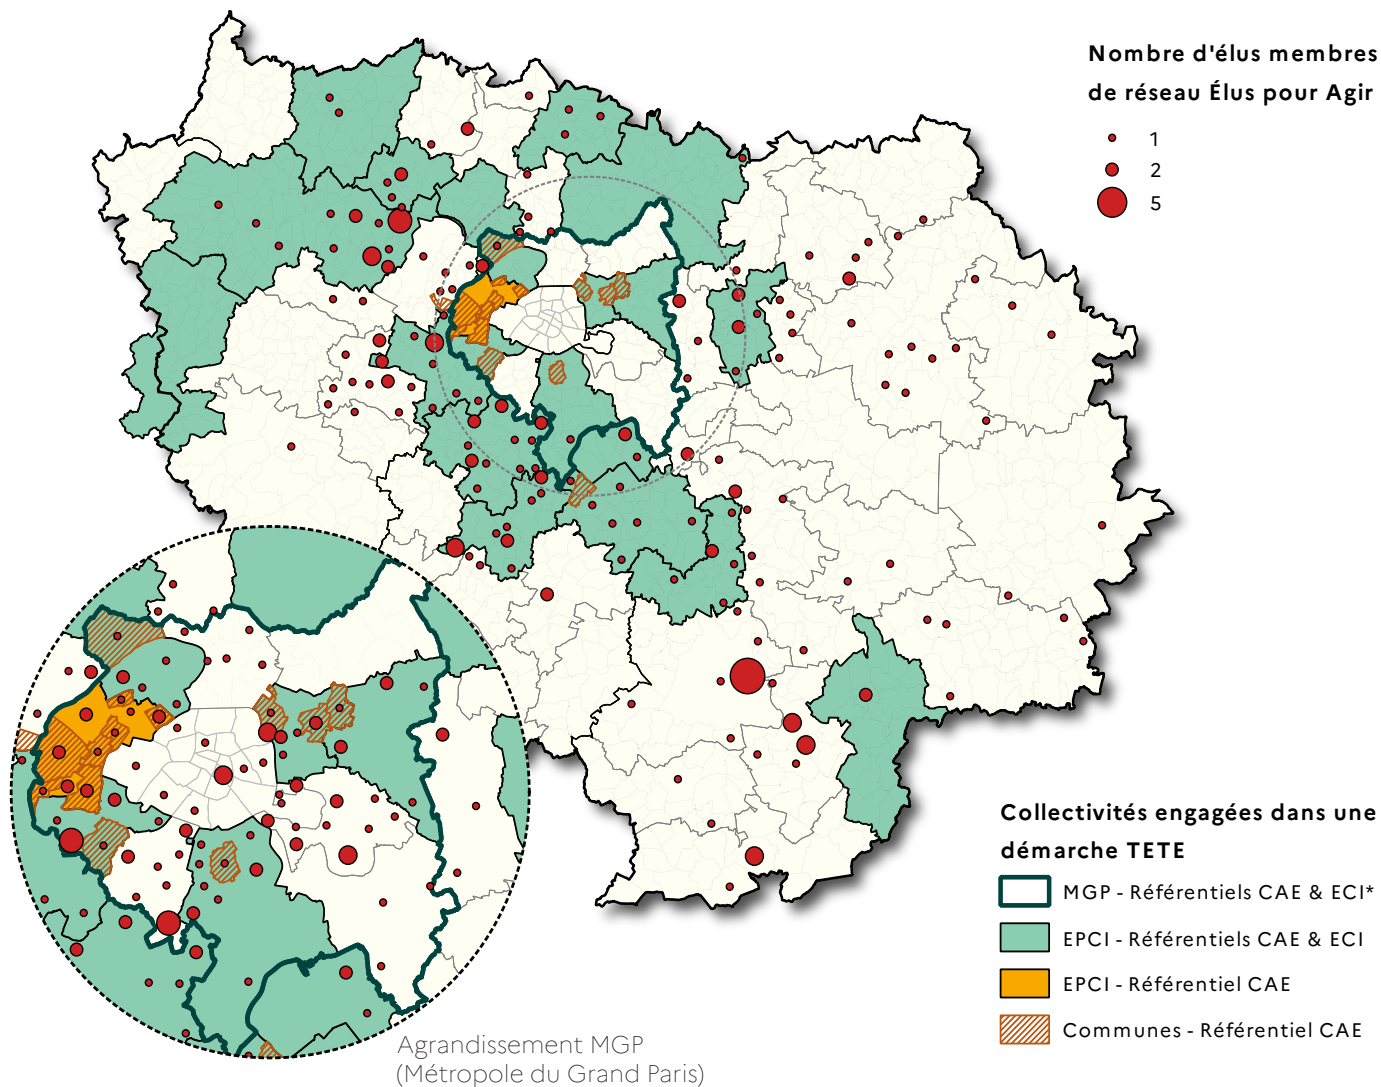 Nombre d'élus membres
de réseau Élus pour Agir
1
2
5
Collectivités engagées dans une
démarche TETE
MGP - Référentiels CAE & ECI*
EPCI - Référentiels CAE & ECI
EPCI - Référentiel CAE
Communes - Référentiel CAE
Agrandissement MGP
(Métropole du Grand Paris)